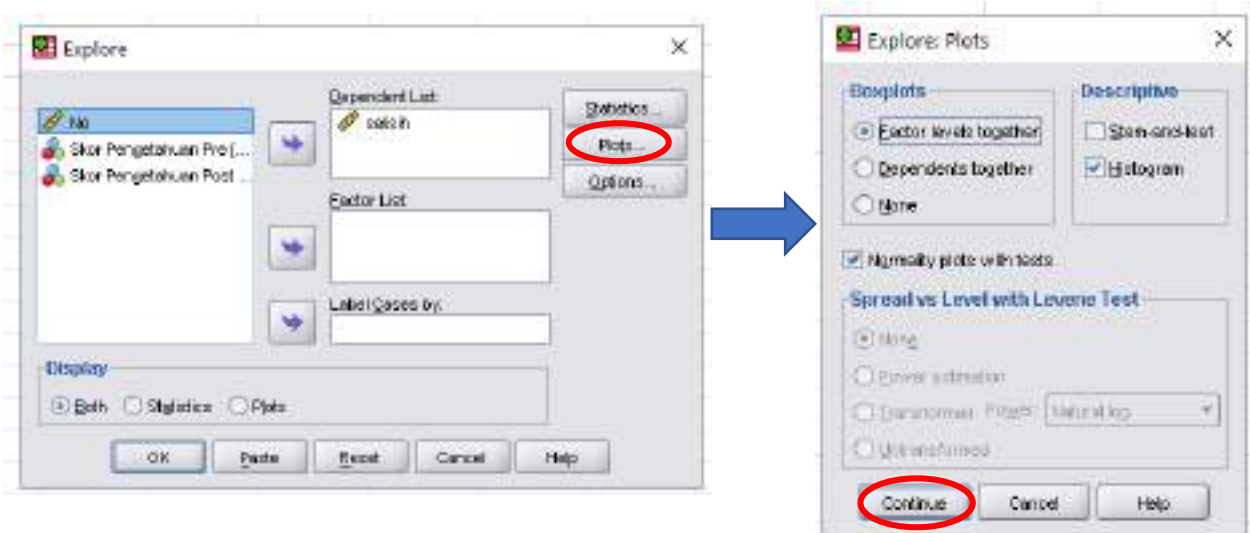 Explore
No
Skor Pengetahuan Pre [...
Skor Pengetahuan Post ...
Dependent List:
selisih
Factor List:
Label Cases by:
Statistics...
Plots...
Options...
Display
Both Statistics Plots
OK Paste Reset Cancel Help
Explore: Plots
Boxplots
Factor levels together
Dependents together
None
Descriptive
Stem-and-leaf
Histogram
Normality plots with tests
Spread vs Level with Levene Test
None
Power estimation
Transformed Power: Natural log
Untransformed
Continue Cancel Help